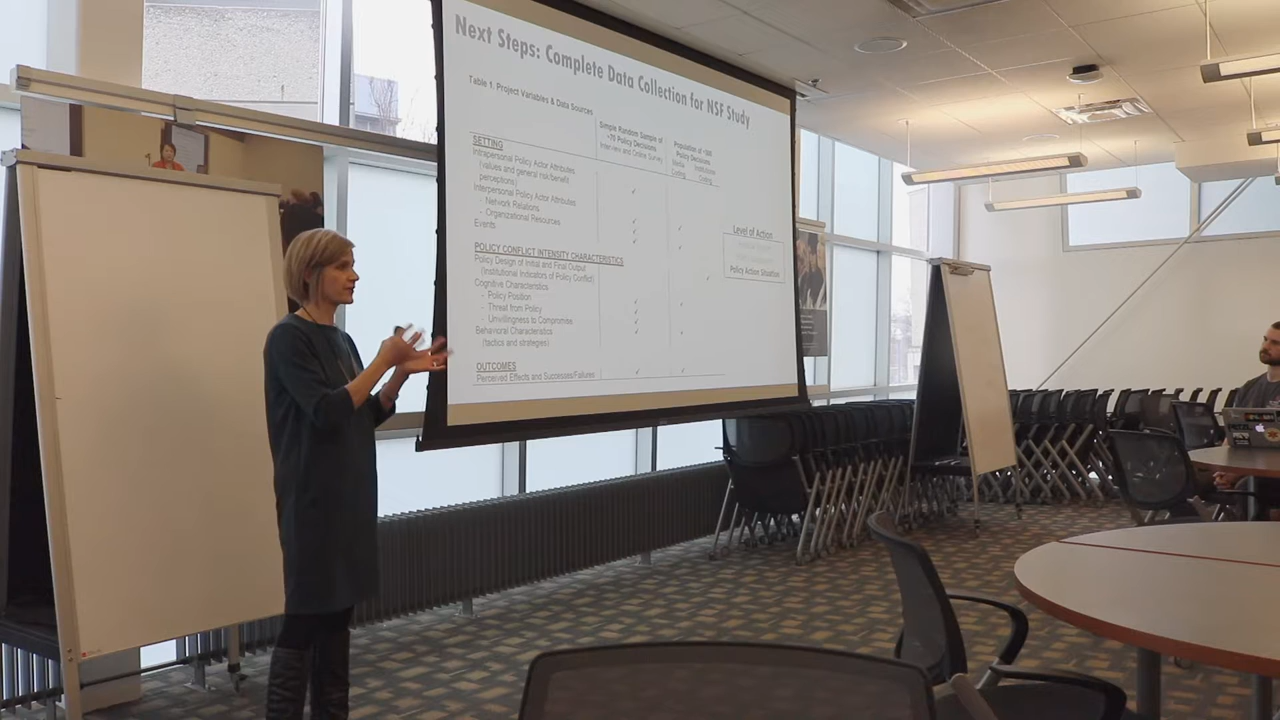 Next Steps: Complete Data Collection for NSF Study
Table 1. Project Variables & Data Sources
Simple Random Sample of
Policy Decisions
Interview and Online Survey
Population of
Policy Decisions
Media Institutional
Coding Coding
SETTING
Intrapersonal Policy Actor Attributes
(values and general risk/benefit
perceptions)
Interpersonal Policy Actor Attributes
- Network Relations
- Organizational Resources
Events
POLICY CONFLICT INTENSITY CHARACTERISTICS
Policy Design of Initial and Final Output
(Institutional Indicators of Policy Conflict)
Cognitive Characteristics
- Policy Position
- Threat from Policy
- Unwillingness to Compromise
Behavioral Characteristics
(tactics and strategies)
OUTCOMES
Perceived Effects and Successes/Failures
Level of Action
Policy Action Situation